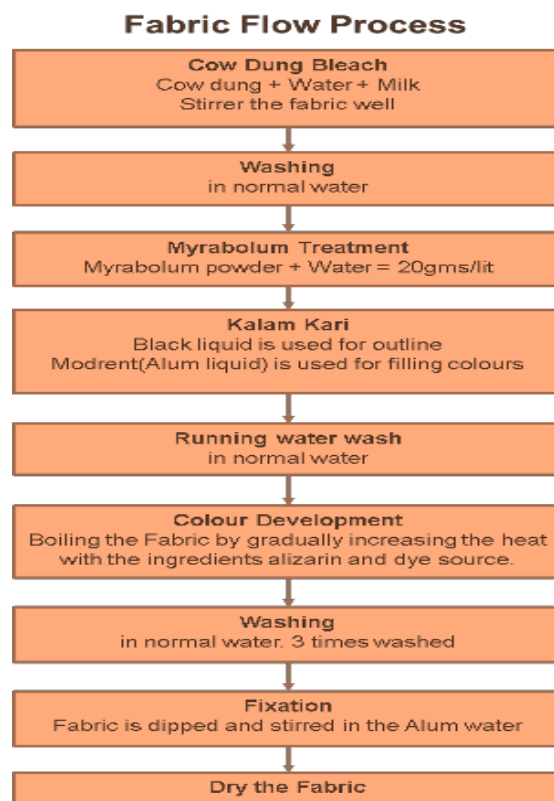 Fabric Flow Process
Cow Dung Bleach
Cow dung + Water + Milk
Stirrer the fabric well
Washing
in normal water
Myrabolum Treatment
Myrabolum powder + Water = 20gms/lit
Kalam Kari
Black liquid is used for outline
Modrent(Alum liquid) is used for filling colours
Running water wash
in normal water
Colour Development
Boiling the Fabric by gradually increasing the heat
with the ingredients alizarin and dye source.
Washing
in normal water. 3 times washed
Fixation
Fabric is dipped and stirred in the Alum water
Dry the Fabric